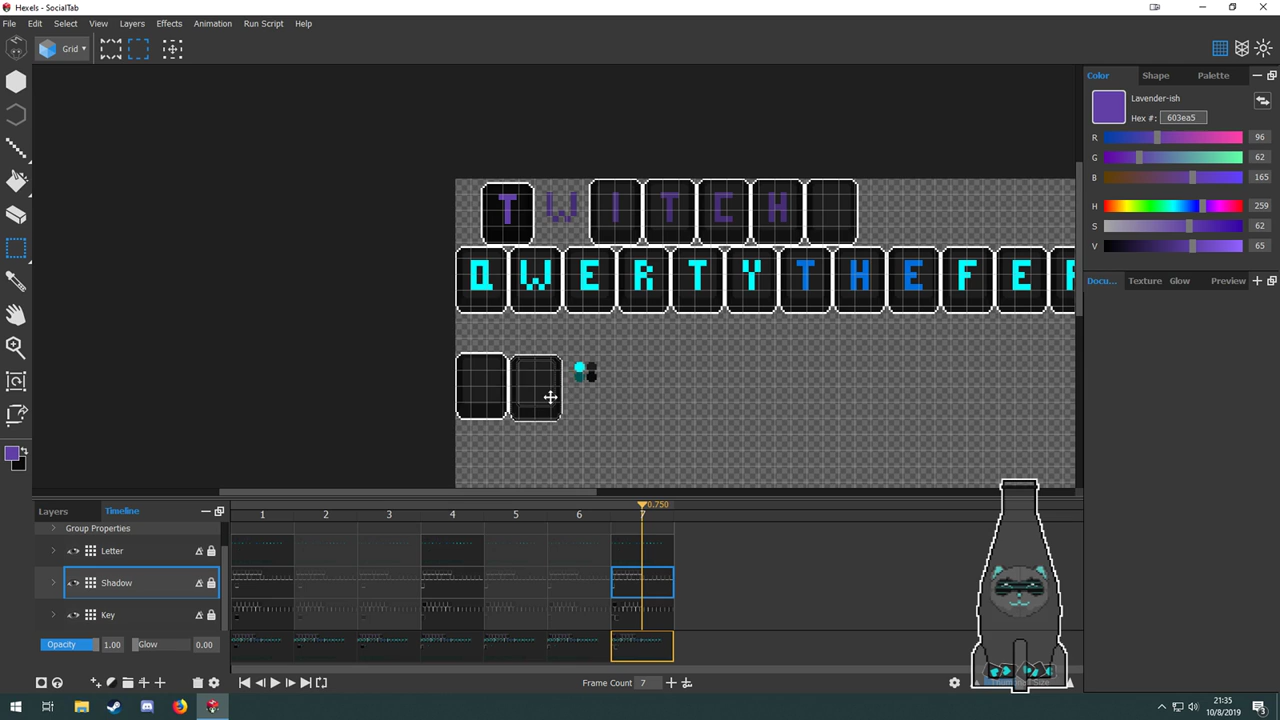 Hexels - SocialTab
File Edit Select View Layers Effects Animation Run Script Help
Grid
Color Shape Palette
Lavender-ish
Hex #: 603ea5
R 96
G 62
B 165
H 259
S 62
V 65
Docu... Texture Glow Preview
TWITCH
QWERTYTHEFE
Layers Timeline
0.750
1 2 3 4 5 6 7
Group Properties
Letter
Shadow
Key
Opacity 1.00 Glow 0.00
Frame Count 7
Size
21:35
10/8/2019
3